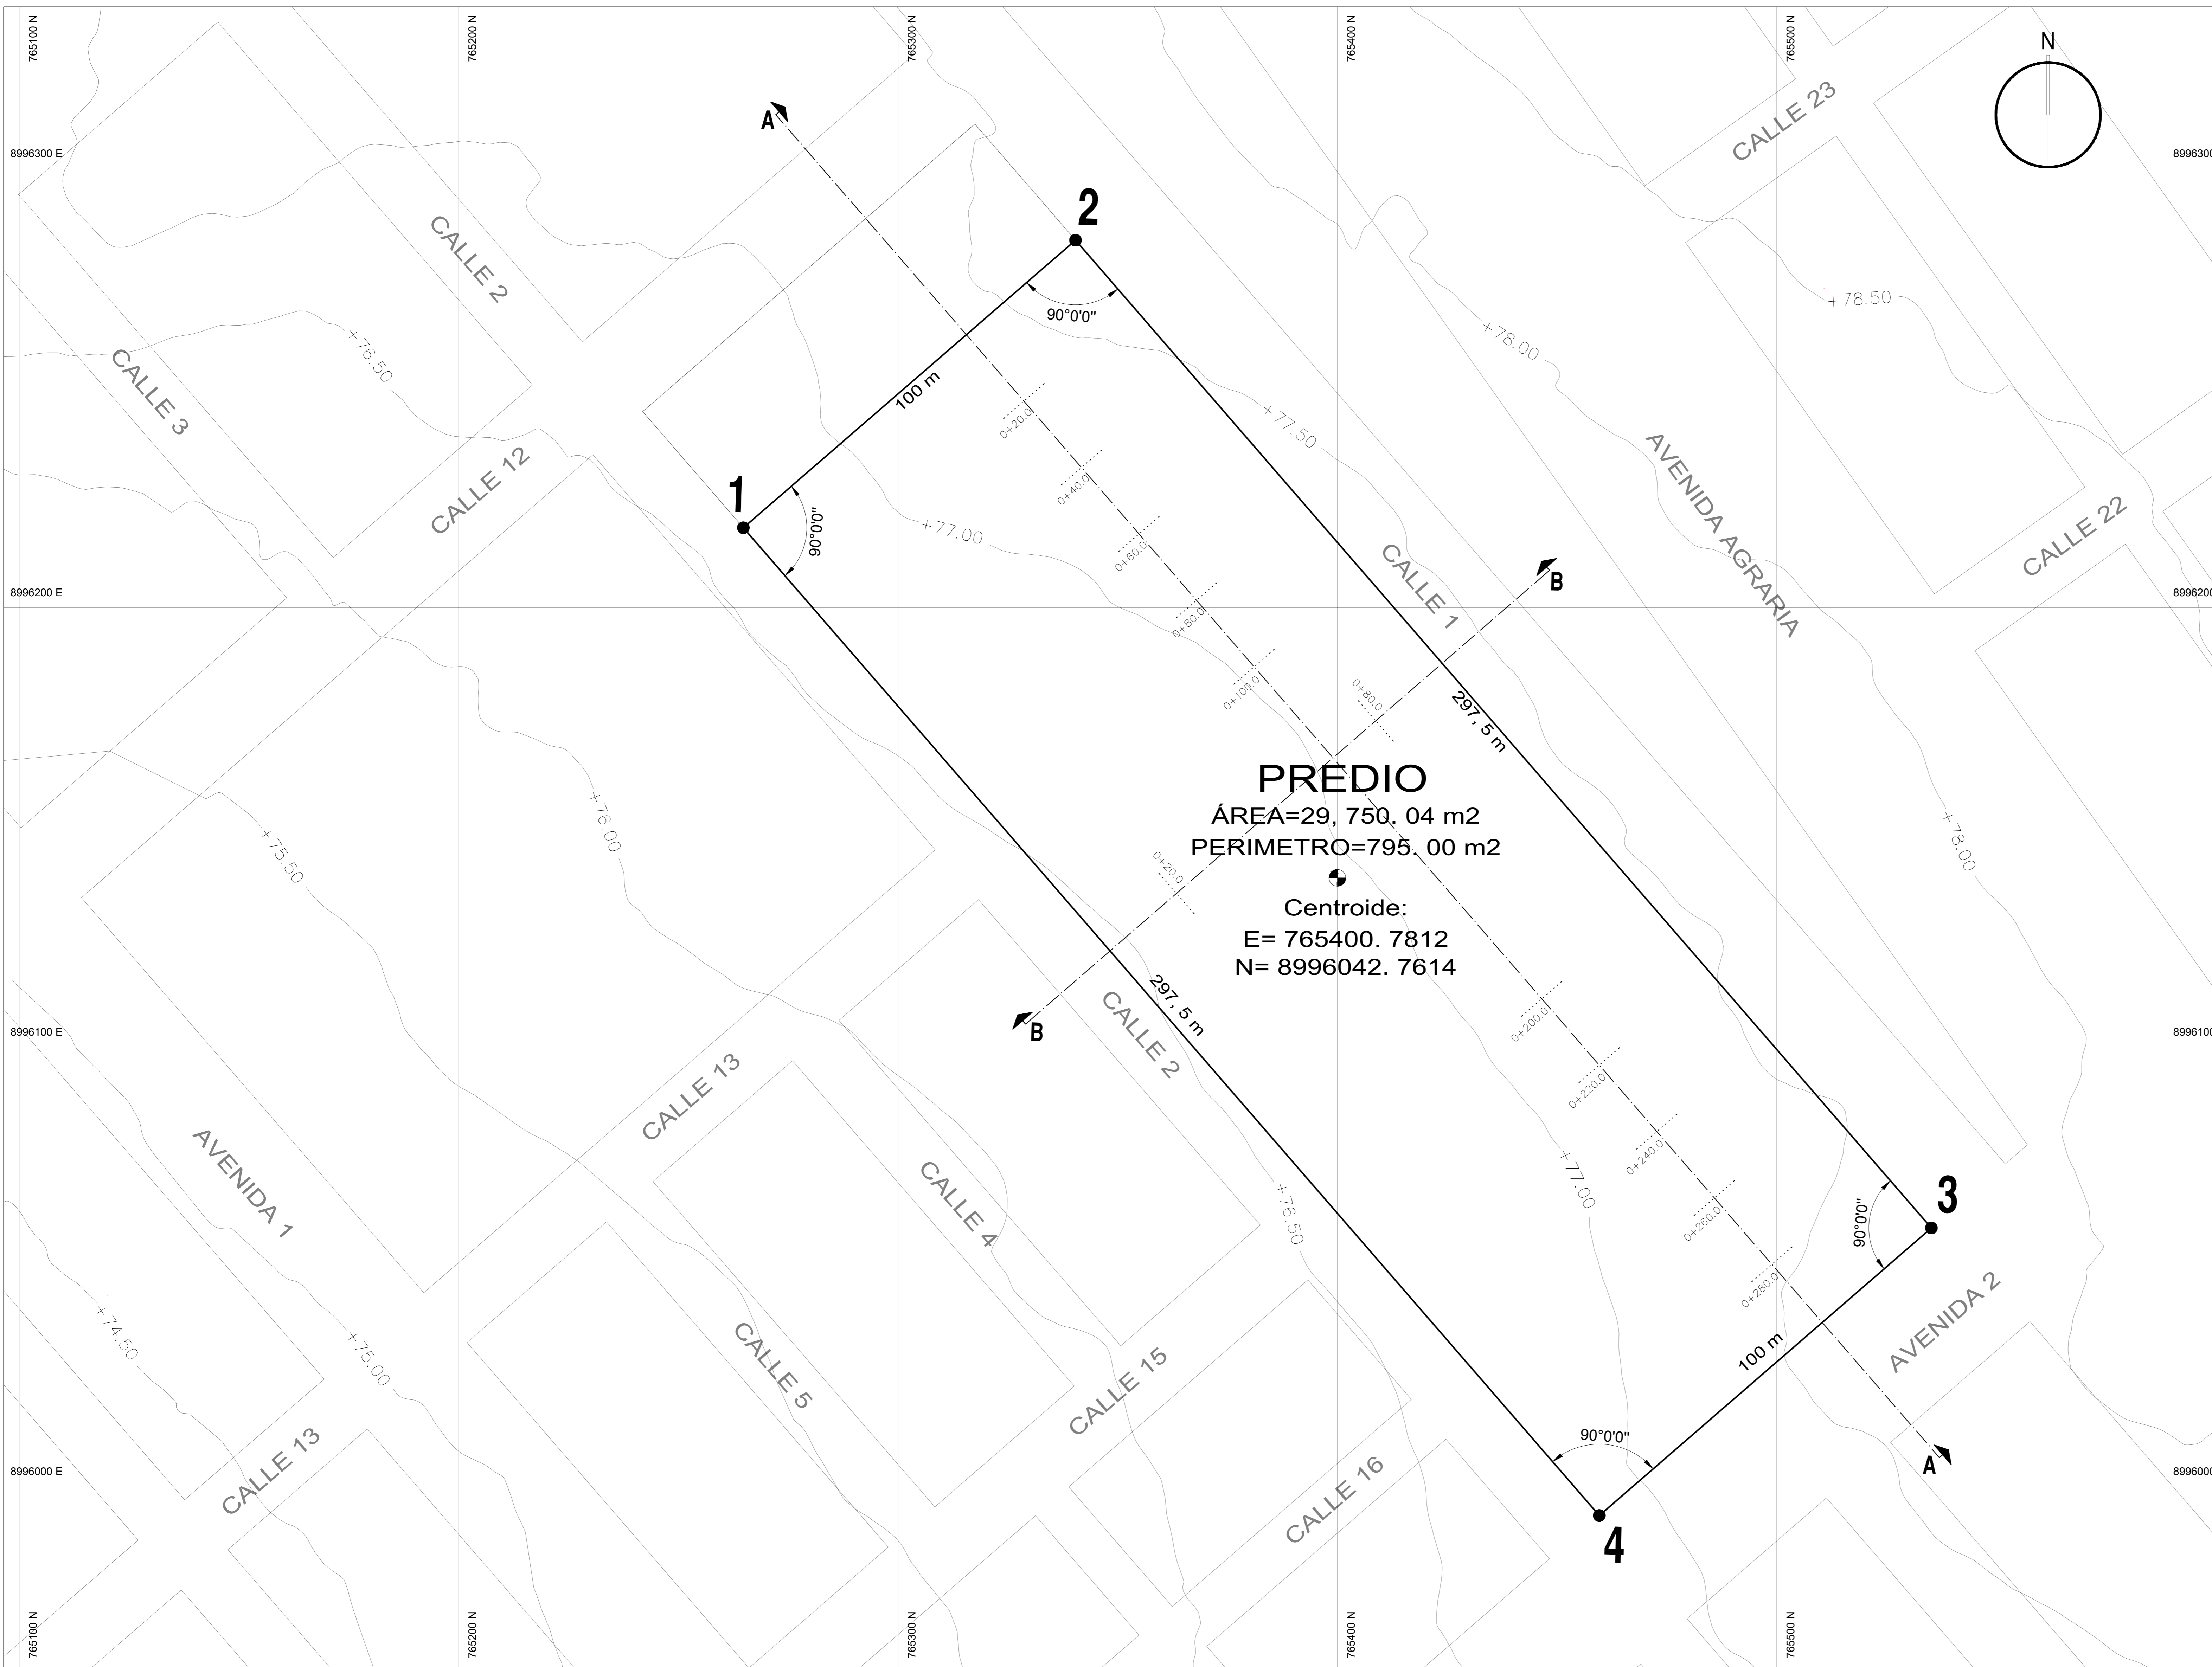 765100 N
765200 N
765300 N
765400 N
765500 N
N
CALLE 23
A
8996300 E
8996300
2
CALLE 2
+78.50
90°0'0"
+78.00
+76.50
CALLE 3
100 m
0+20.0
+77.50
AVENIDA AGRARIA
CALLE 12
0+40.0
1
90°0'0"
+77.00
0+60.0
CALLE 22
CALLE 1
B
8996200 E
8996200
0+80.0
0+100.0
0+80.0
297, 5 m
PREDIO
ÁREA=29, 750. 04 m2
PERIMETRO=795. 00 m2
+76.00
+75.50
+78.00
0+20.0
Centroide:
E= 765400. 7812
N= 8996042. 7614
297, 5 m
B
CALLE 2
0+200.0
8996100 E
8996100
CALLE 13
0+220.0
0+240.0
AVENIDA 1
CALLE 4
+77.00
3
+76.50
0+260.0
90°0'0"
0+280.0
AVENIDA 2
+74.50
+75.00
CALLE 5
CALLE 15
100 m
90°0'0"
A
CALLE 13
8996000 E
8996000
CALLE 16
4
765100 N
765200 N
765300 N
765400 N
765500 N